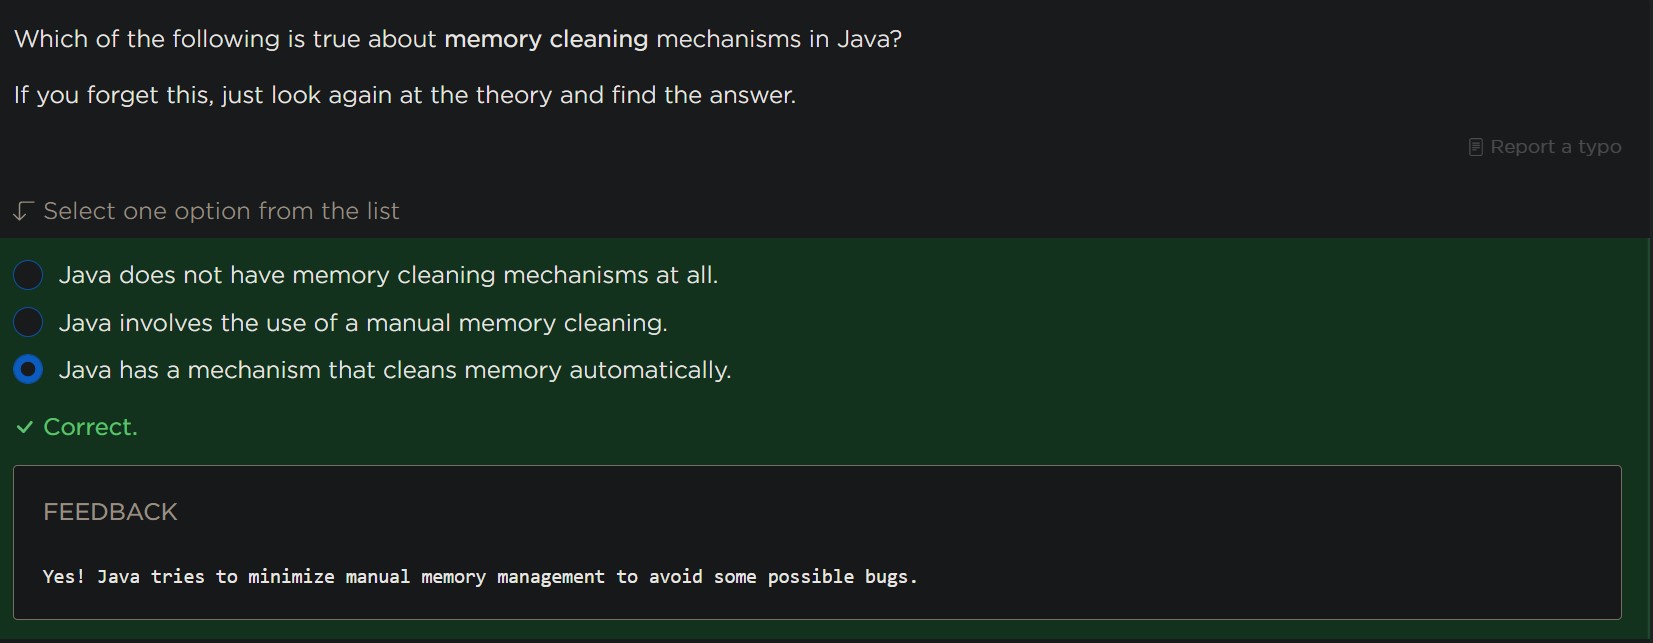 Which of the following is true about memory cleaning mechanisms in Java?
If you forget this, just look again at the theory and find the answer.
Report a typo
Select one option from the list
Java does not have memory cleaning mechanisms at all.
Java involves the use of a manual memory cleaning.
Java has a mechanism that cleans memory automatically.
Correct.
FEEDBACK
Yes! Java tries to minimize manual memory management to avoid some possible bugs.